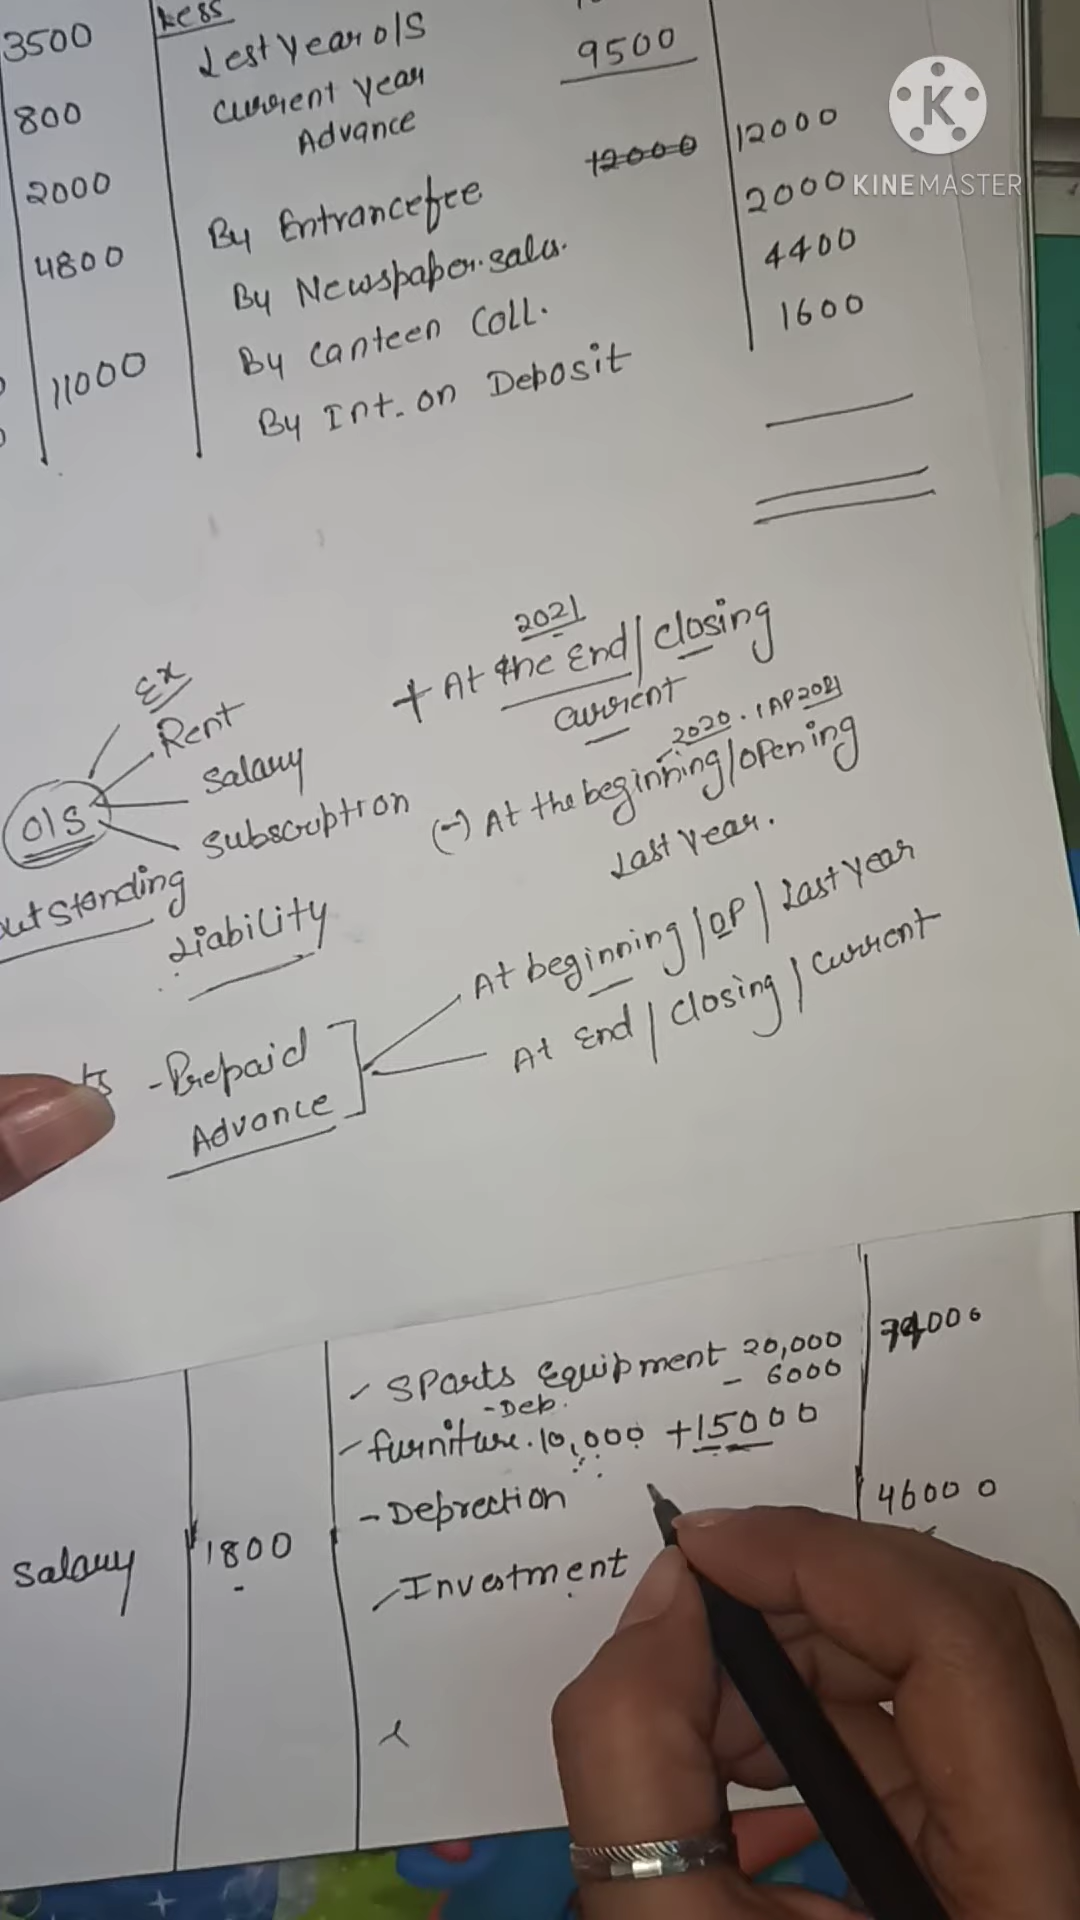 3500
Less
Lest Year o/s
9500
800
Current Year
Advance
12000
12000
2000
By Entrancefee
2000
4800
By Newspaper. sals.
4400
By Canteen Coll.
1600
11000
By Int. on Deposit
K
KINEMASTER
Ex
Rent
Salary
Subscription
O/S
outstanding
Liability
2021
+ At the End / Closing
Current
2020. 1AP2021
(-) At the beginning / opening
Last Year.
- Prepaid
Advance
At beginning / OP / Last Year
At End / Closing / Current
- Sports Equipment 20,000
- 6000
- Dep.
- furniture. 10,000 + 15000
- Deprection
46000
Salary 1800
- Investment